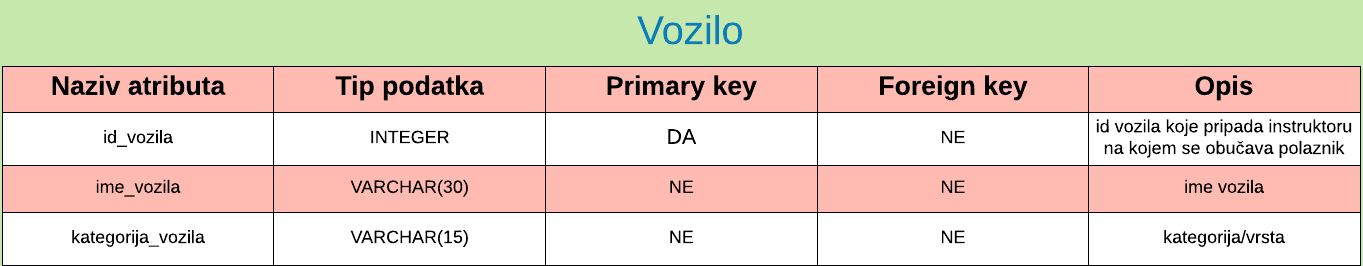 Vozilo
Naziv atributa Tip podatka Primary key Foreign key Opis
id_vozila INTEGER DA NE id vozila koje pripada instruktoru
na kojem se obučava polaznik
ime_vozila VARCHAR(30) NE NE ime vozila
kategorija_vozila VARCHAR(15) NE NE kategorija/vrsta